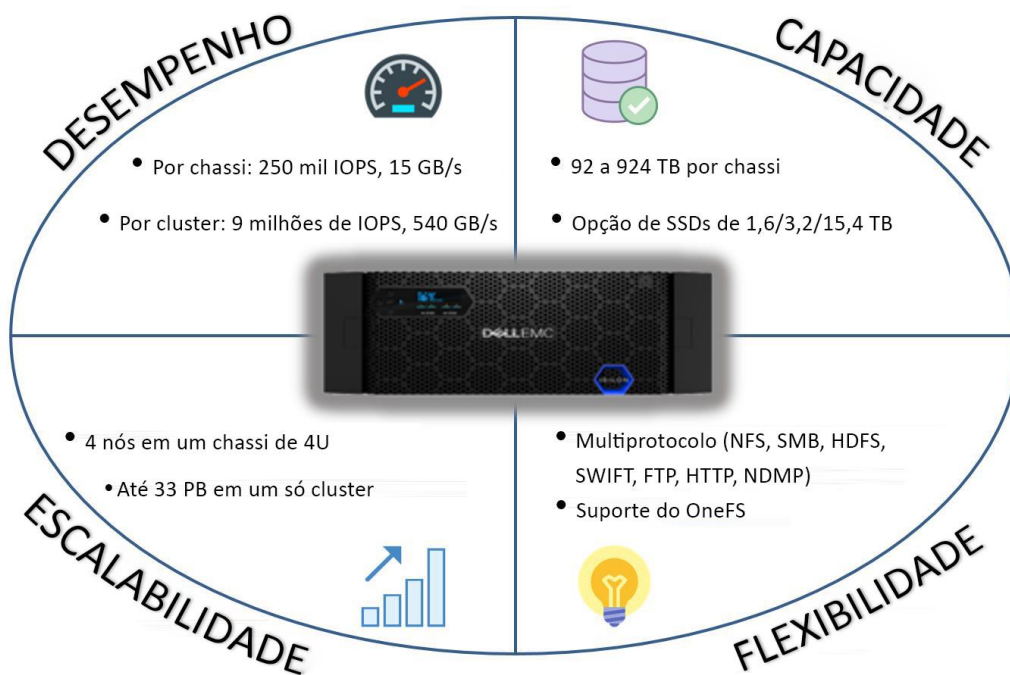 DESEMPENHO
• Por chassi: 250 mil IOPS, 15 GB/s
• Por cluster: 9 milhões de IOPS, 540 GB/s
CAPACIDADE
• 92 a 924 TB por chassi
• Opção de SSDs de 1,6/3,2/15,4 TB
DELLEMC
ISILON
• 4 nós em um chassi de 4U
• Até 33 PB em um só cluster
ESCALABILIDADE
• Multiprotocolo (NFS, SMB, HDFS,
SWIFT, FTP, HTTP, NDMP)
• Suporte do OneFS
FLEXIBILIDADE